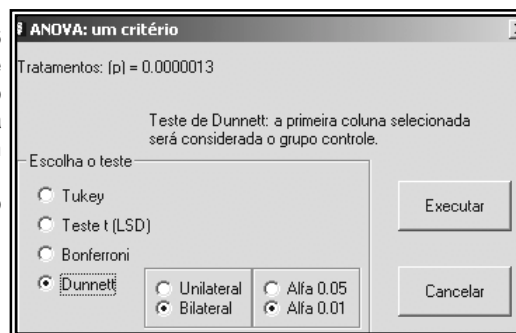 ANOVA: um critério
Tratamentos: (p) = 0.0000013
Teste de Dunnett: a primeira coluna selecionada
será considerada o grupo controle.
Escolha o teste
Tukey
Teste t (LSD)
Bonferroni
Dunnett
Unilateral
Bilateral
Alfa 0.05
Alfa 0.01
Executar
Cancelar